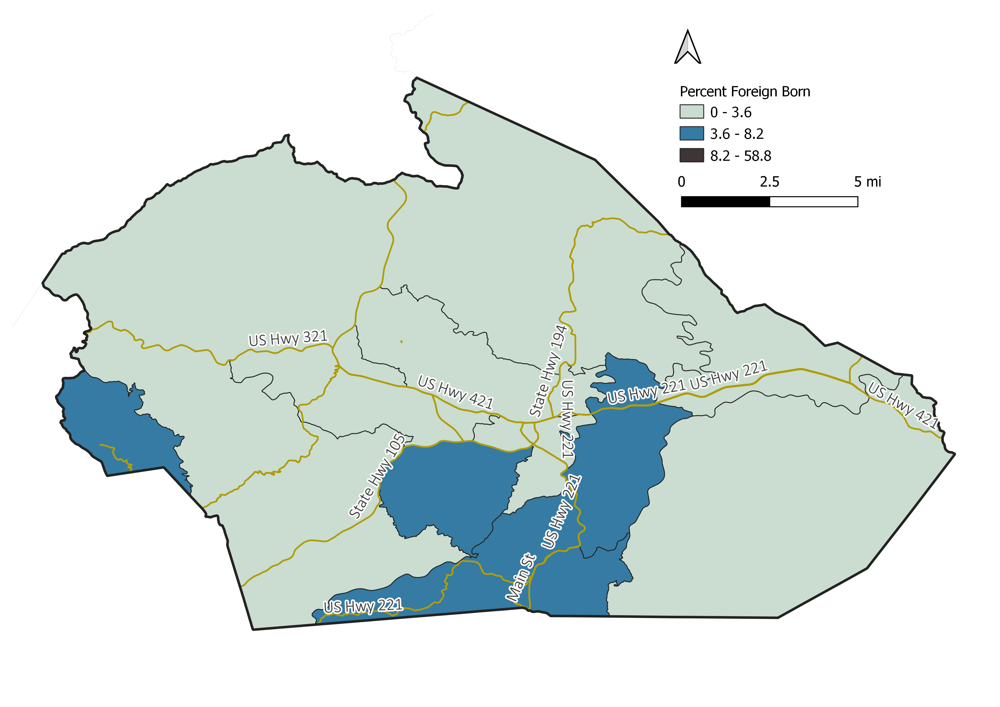 Percent Foreign Born
0 - 3.6
3.6 - 8.2
8.2 - 58.8
0 2.5 5 mi
US Hwy 321
State Hwy 194
US Hwy 221
US Hwy 221
US Hwy 421
US Hwy 421
US Hwy 221
State Hwy 105
US Hwy 221
Main St
US Hwy 221